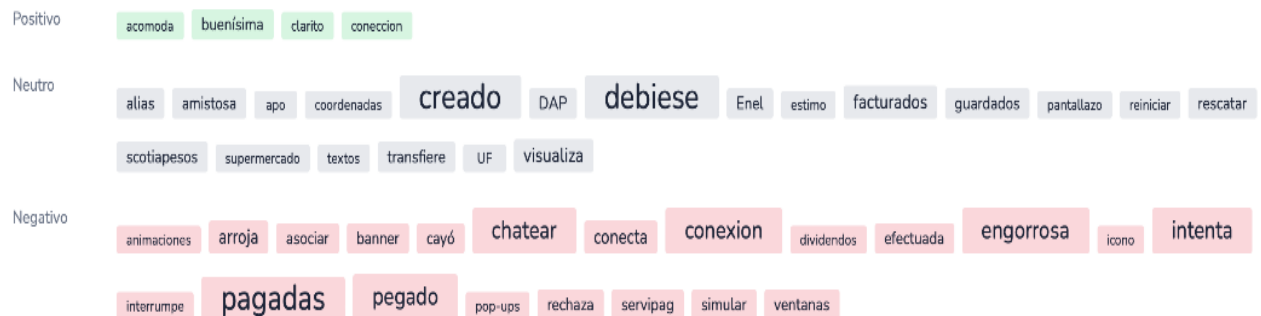 Positivo acomoda buenísima clarito coneccion
Neutro alias amistosa apo coordenadas creado DAP debiese Enel estimo facturados guardados pantallazo reiniciar rescatar
scotiapesos supermercado textos transfiere UF visualiza
Negativo animaciones arroja asociar banner cayó chatear conecta conexion dividendos efectuada engorrosa icono intenta
interrumpe pagadas pegado pop-ups rechaza servipag simular ventanas